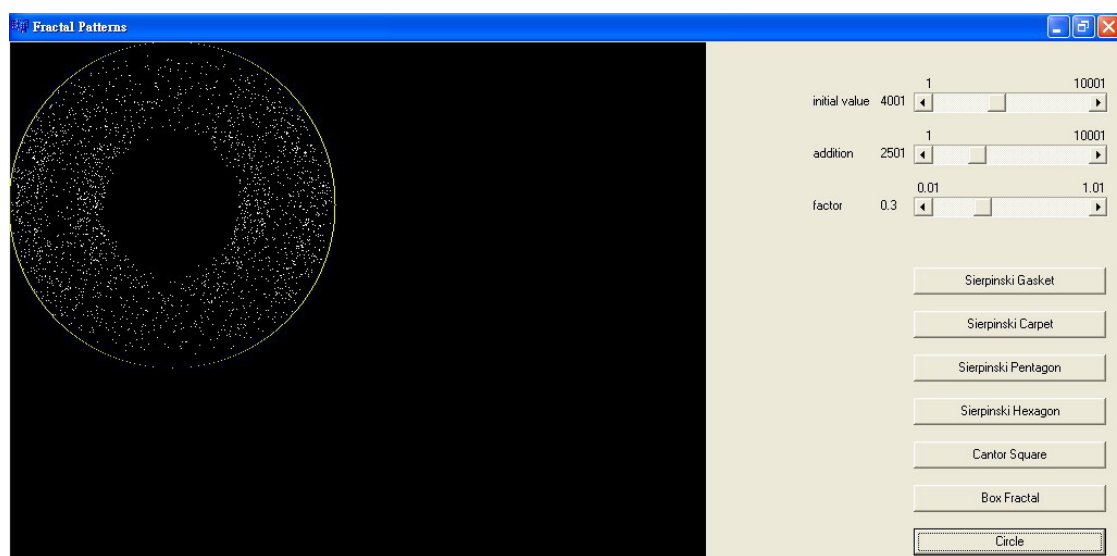 Fractal Patterns
1 10001
initial value 4001
1 10001
addition 2501
0.01 1.01
factor 0.3
Sierpinski Gasket
Sierpinski Carpet
Sierpinski Pentagon
Sierpinski Hexagon
Cantor Square
Box Fractal
Circle